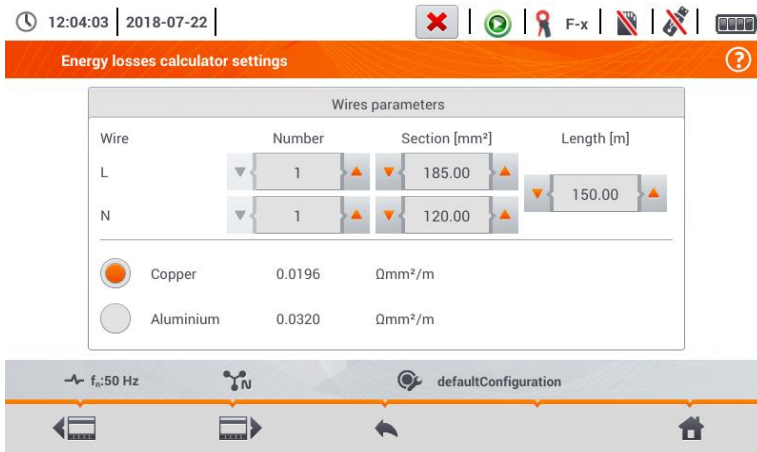 12:04:03 2018-07-22 F-x
Energy losses calculator settings ?
Wires parameters
Wire Number Section [mm²] Length [m]
L 1 185.00
150.00
N 1 120.00
Copper 0.0196 Ωmm²/m
Aluminium 0.0320 Ωmm²/m
fₙ:50 Hz N defaultConfiguration